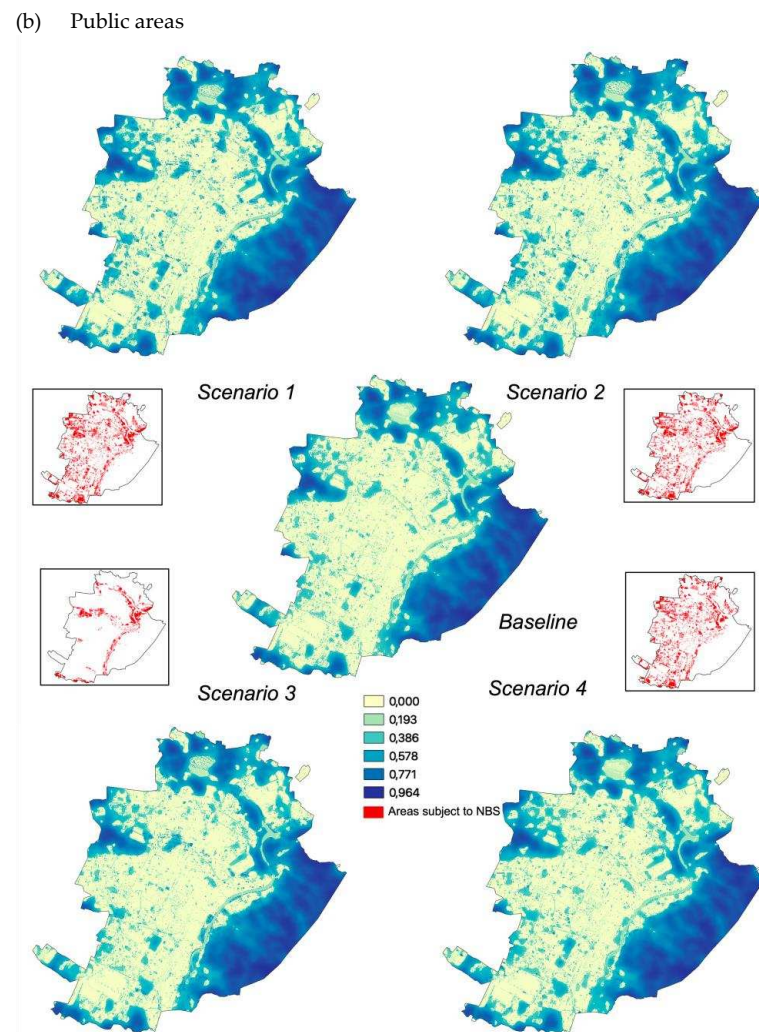 (b) Public areas
Scenario 1
Scenario 2
Baseline
Scenario 3
Scenario 4
0,000
0,193
0,386
0,578
0,771
0,964
Areas subject to NBS